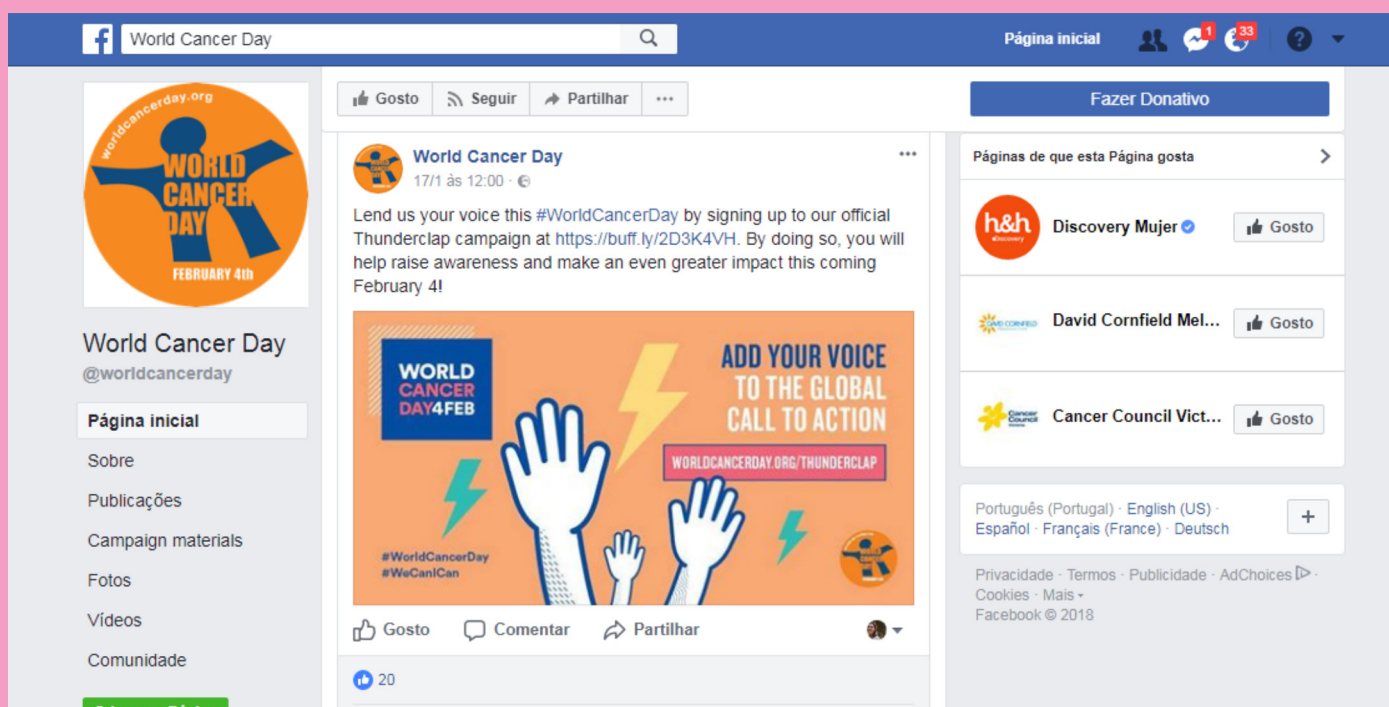 World Cancer Day
Página inicial
1
33
?
worldcancerday.org
WORLD
CANCER
DAY
FEBRUARY 4th
World Cancer Day
@worldcancerday
Página inicial
Sobre
Publicações
Campaign materials
Fotos
Vídeos
Comunidade
Gosto
Seguir
Partilhar
...
World Cancer Day
17/1 às 12:00 ·
Lend us your voice this #WorldCancerDay by signing up to our official
Thunderclap campaign at https://buff.ly/2D3K4VH. By doing so, you will
help raise awareness and make an even greater impact this coming
February 4!
WORLD
CANCER
DAY4FEB
ADD YOUR VOICE
TO THE GLOBAL
CALL TO ACTION
WORLDCANCERDAY.ORG/THUNDERCLAP
#WorldCancerDay
#WeCanICan
Gosto
Comentar
Partilhar
20
Fazer Donativo
Páginas de que esta Página gosta
h&h
Discovery
Discovery Mujer
Gosto
DAVID CORNFIELD
David Cornfield Mel...
Gosto
Cancer
Council
Cancer Council Vict...
Gosto
Português (Portugal) · English (US) ·
Español · Français (France) · Deutsch
+
Privacidade · Termos · Publicidade · AdChoices ·
Cookies · Mais
Facebook © 2018